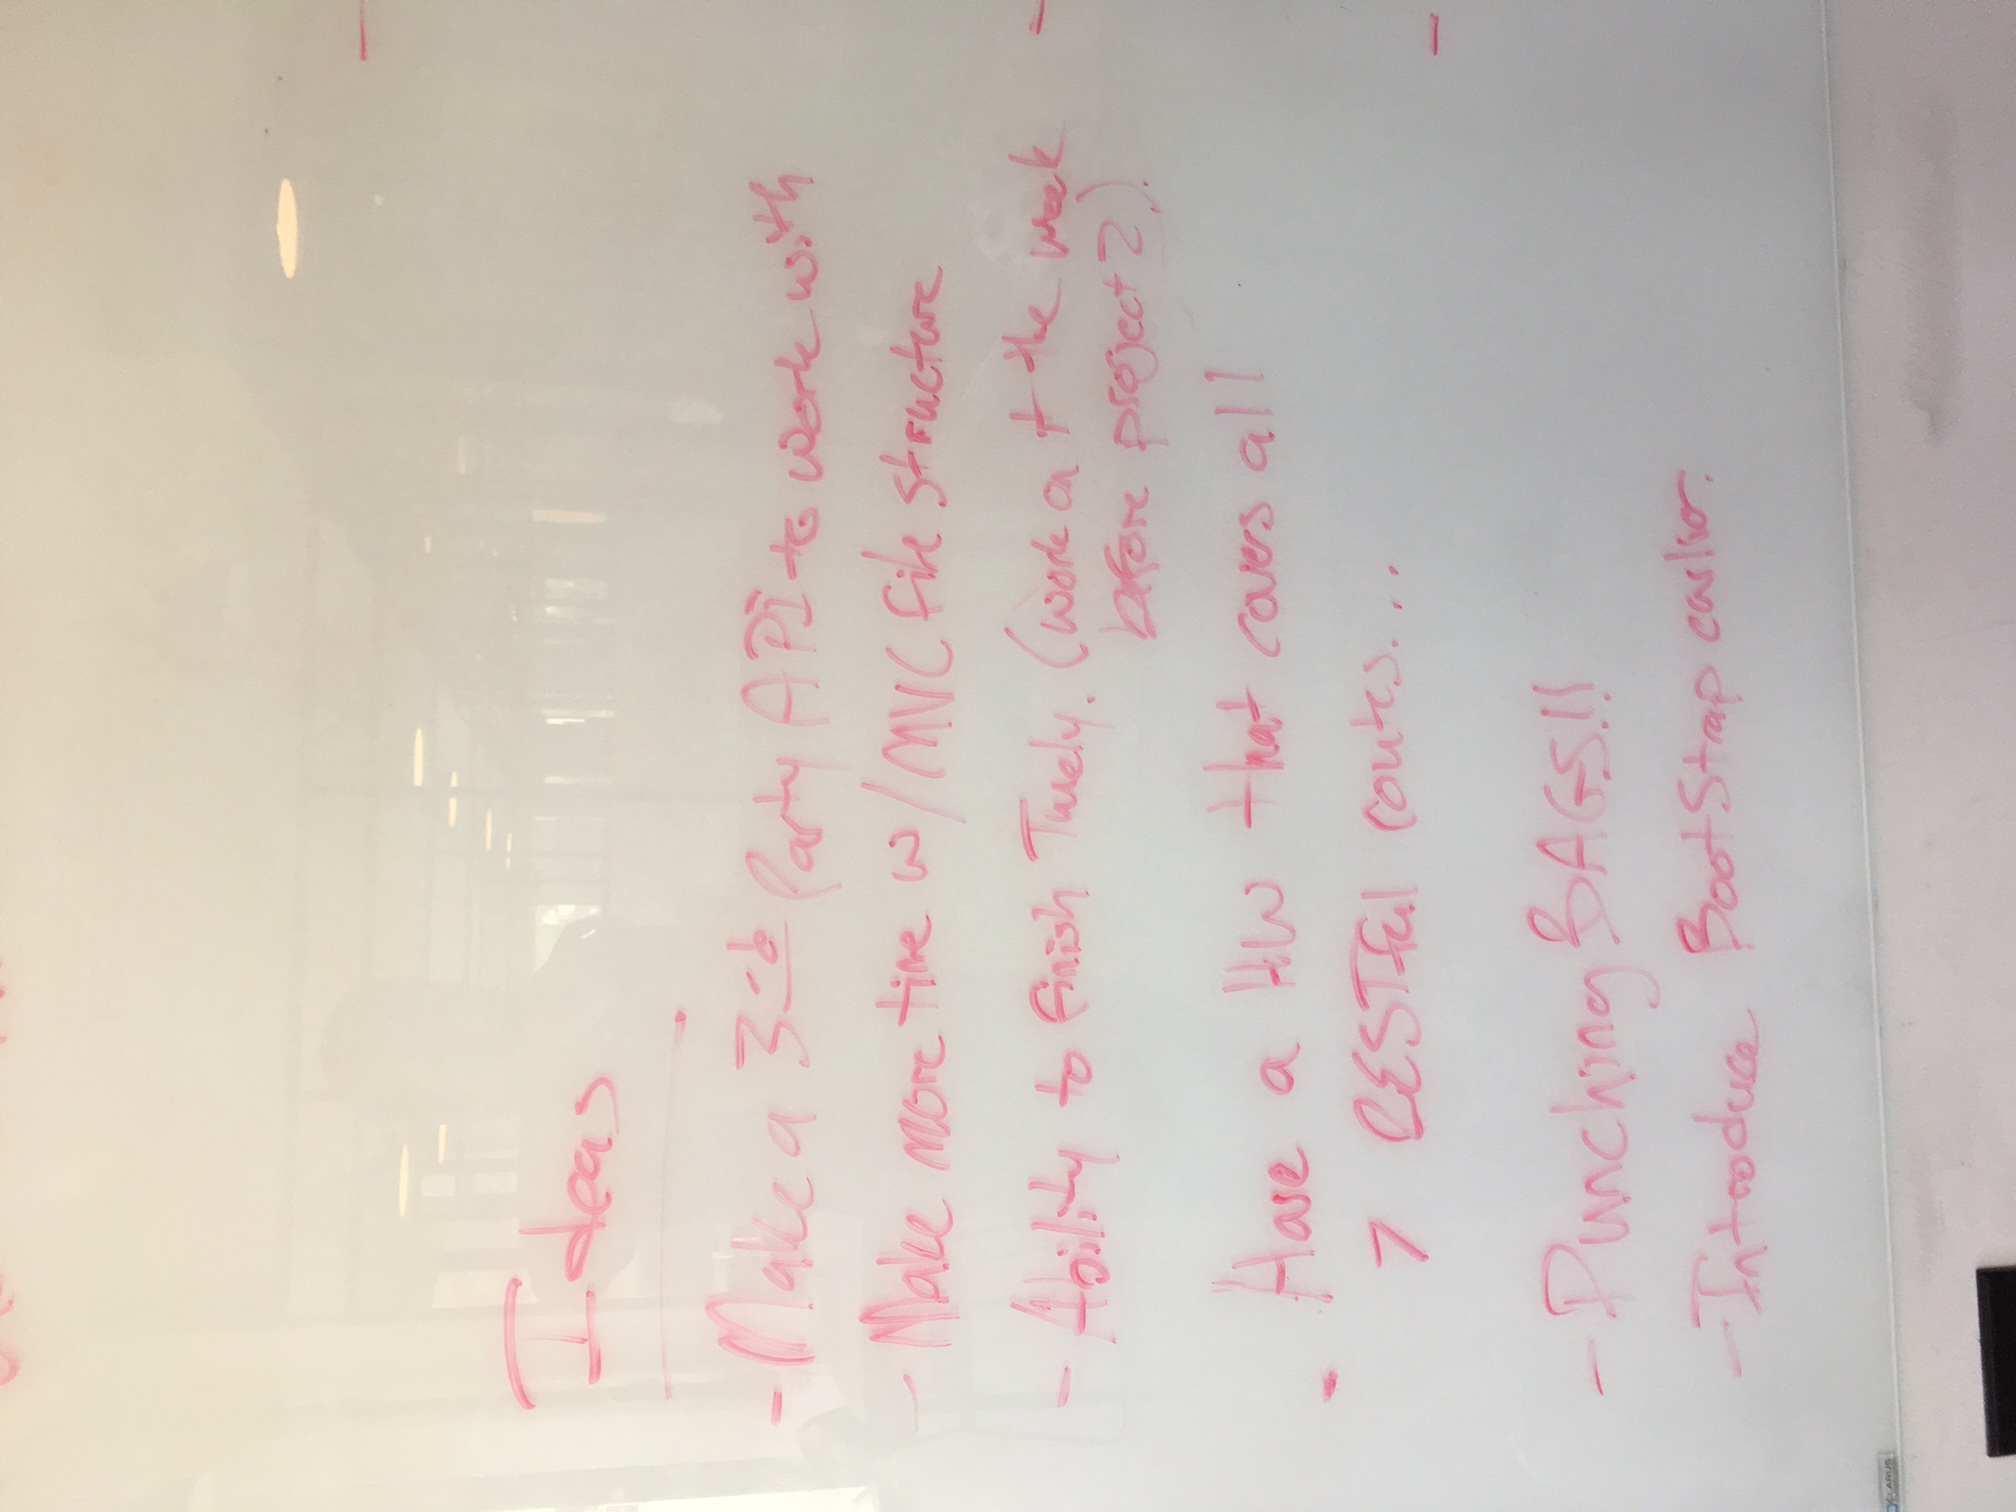 Ideas
- Make a 3rd Party API to work with
- Make more time w/ MVC file structure
- Ability to finish Twely. (work on t the week
before project 2).
- Have a HW that covers all
7 RESTful routes...
- Punching BAGS!!
- Introduce BootStrap earlier.
CLARUS